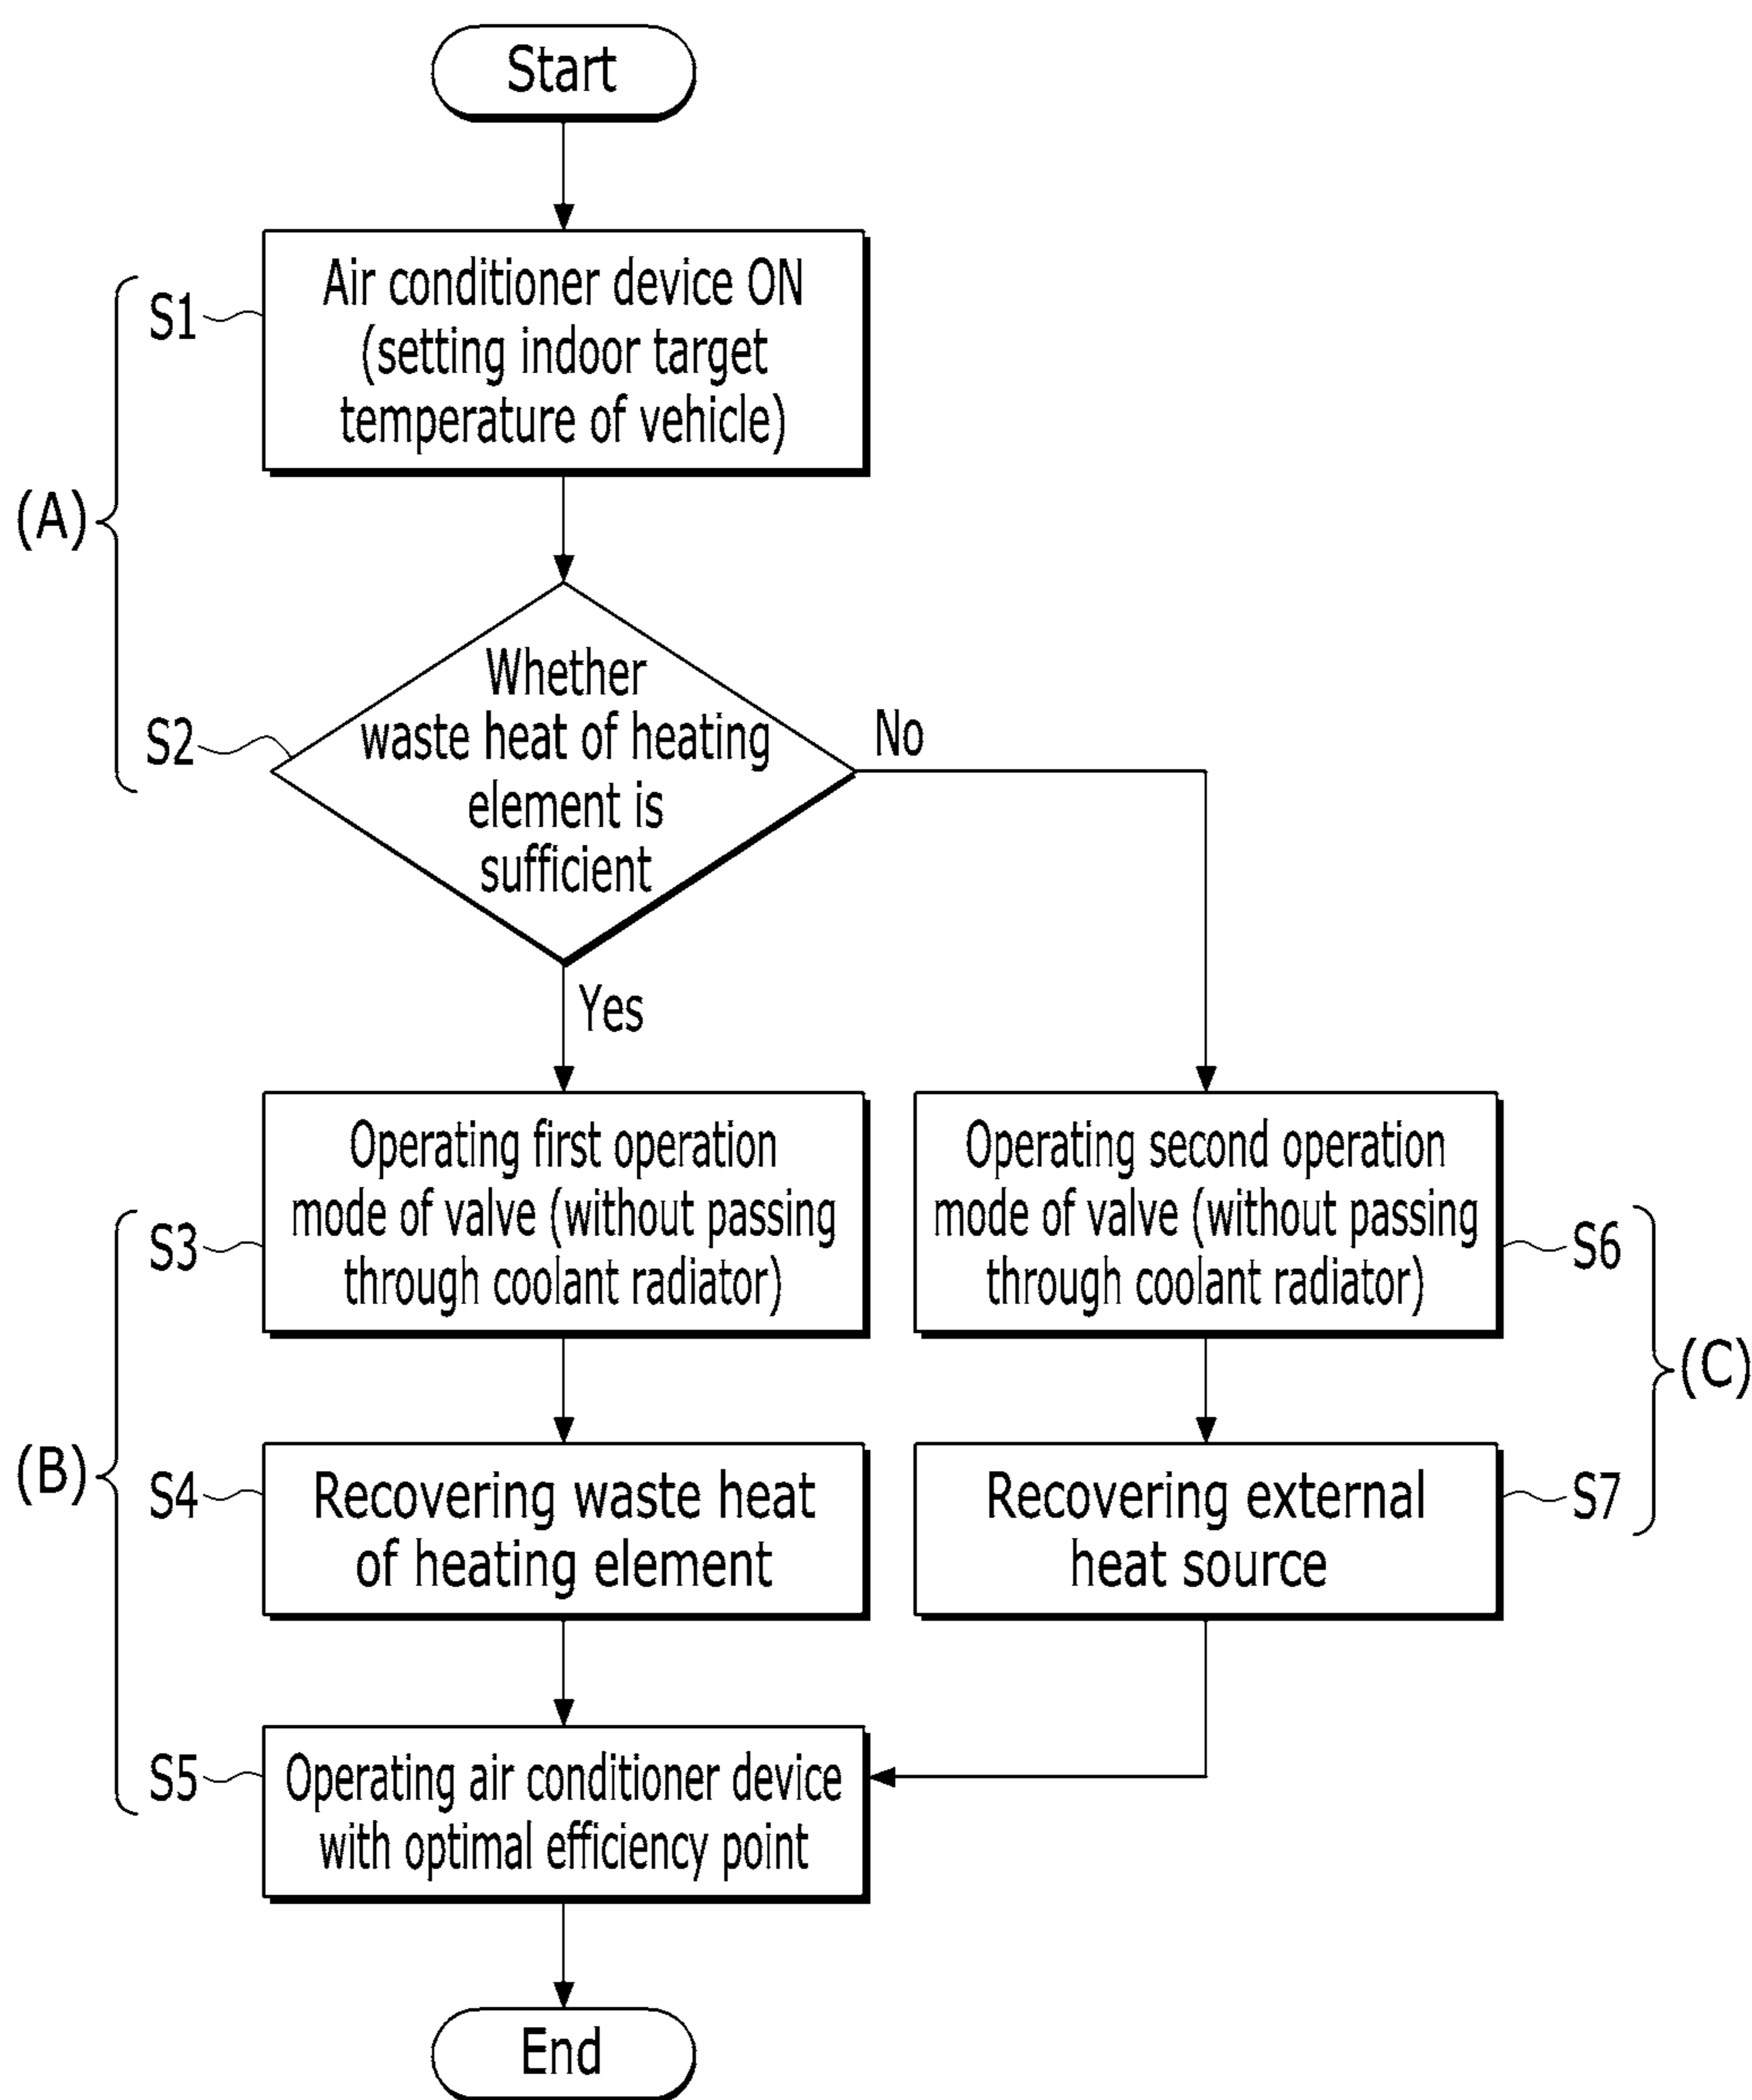 Start
Air conditioner device ON
(setting indoor target
temperature of vehicle)
S1
(A)
Whether
waste heat of heating
element is
sufficient
S2
No
Yes
Operating first operation
mode of valve (without passing
through coolant radiator)
S3
Operating second operation
mode of valve (without passing
through coolant radiator)
S6
(C)
(B)
S4
Recovering waste heat
of heating element
Recovering external
heat source
S7
S5
Operating air conditioner device
with optimal efficiency point
End